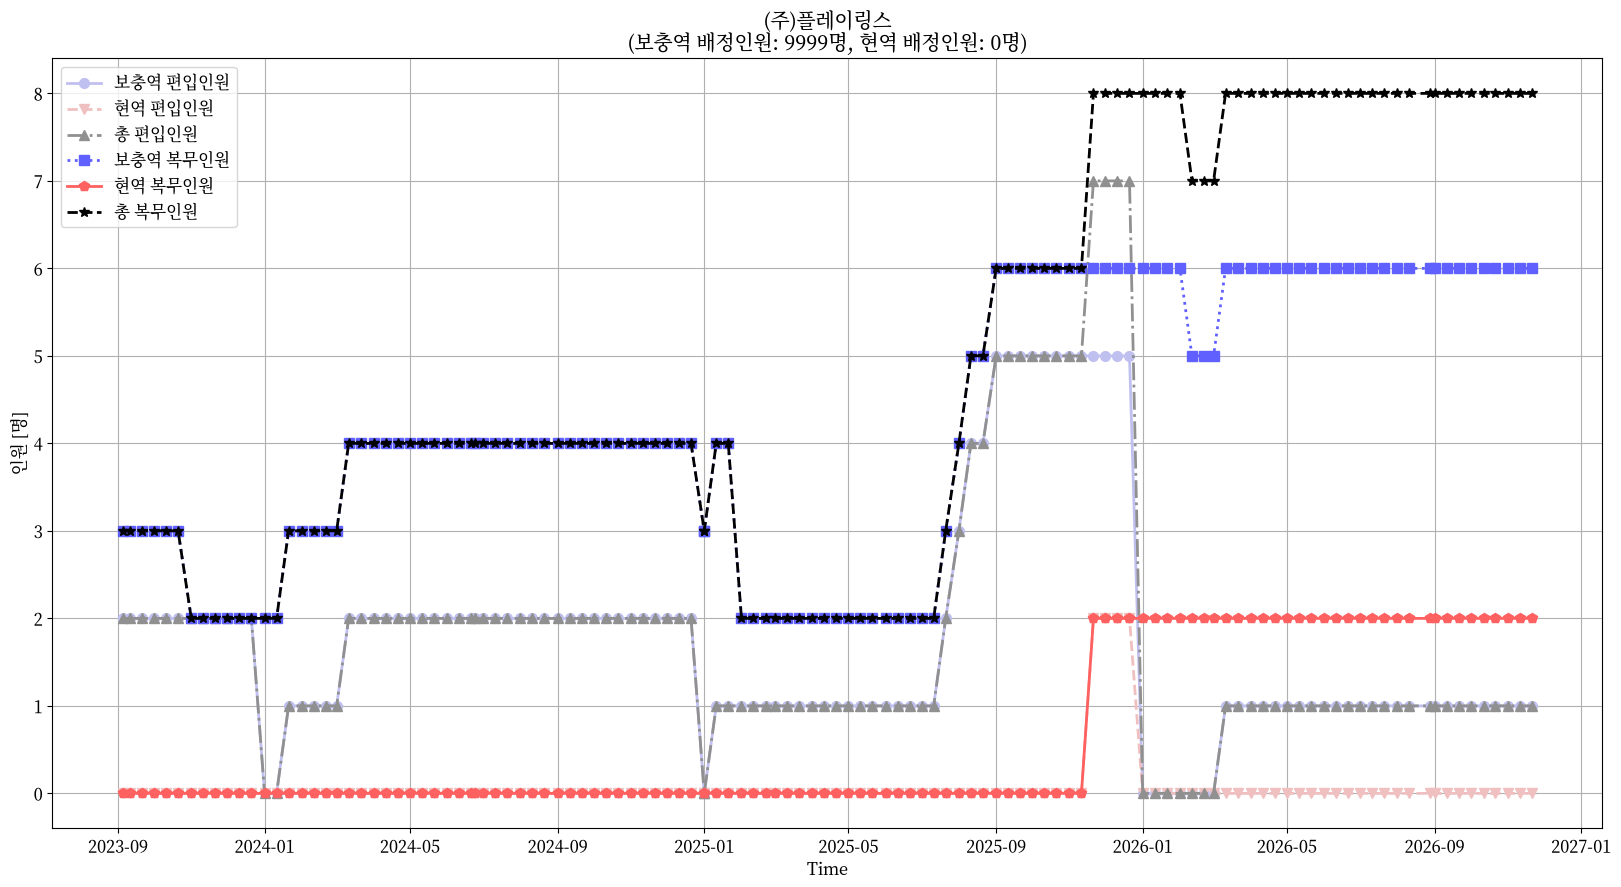 (주)플레이링스
(보충역 배정인원: 9999명, 현역 배정인원: 0명)
보충역 편입인원
현역 편입인원
총 편입인원
보충역 복무인원
현역 복무인원
총 복무인원
8
7
6
5
4
3
2
1
0
인원 [명]
2023-09 2024-01 2024-05 2024-09 2025-01 2025-05 2025-09 2026-01 2026-05 2026-09 2027-01
Time